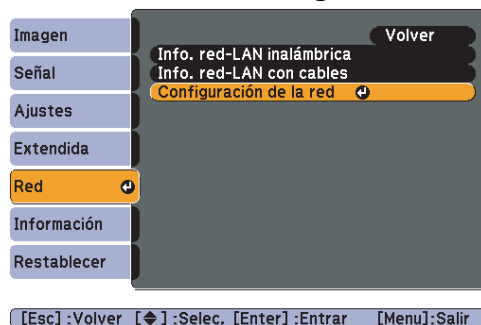 Imagen
Señal
Ajustes
Extendida
Red
Información
Restablecer
Volver
Info. red-LAN inalámbrica
Info. red-LAN con cables
Configuración de la red
[Esc] :Volver [◆] :Selec. [Enter] :Entrar [Menu]:Salir